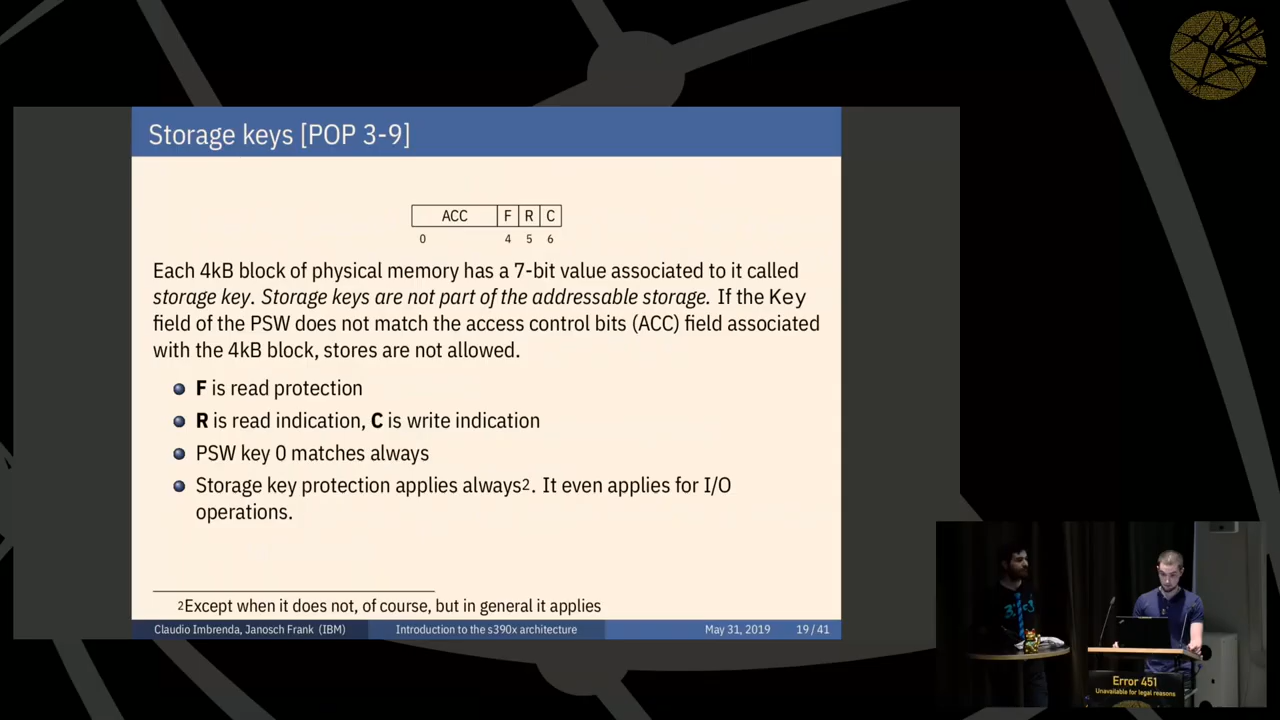 Storage keys [POP 3-9]
ACC F R C
0 4 5 6
Each 4kB block of physical memory has a 7-bit value associated to it called
storage key. Storage keys are not part of the addressable storage. If the Key
field of the PSW does not match the access control bits (ACC) field associated
with the 4kB block, stores are not allowed.
F is read protection
R is read indication, C is write indication
PSW key 0 matches always
Storage key protection applies always2. It even applies for I/O
operations.
2Except when it does not, of course, but in general it applies
Claudio Imbrenda, Janosch Frank (IBM) Introduction to the s390x architecture May 31, 2019 19 / 41
Error 451
Unavailable for legal reasons